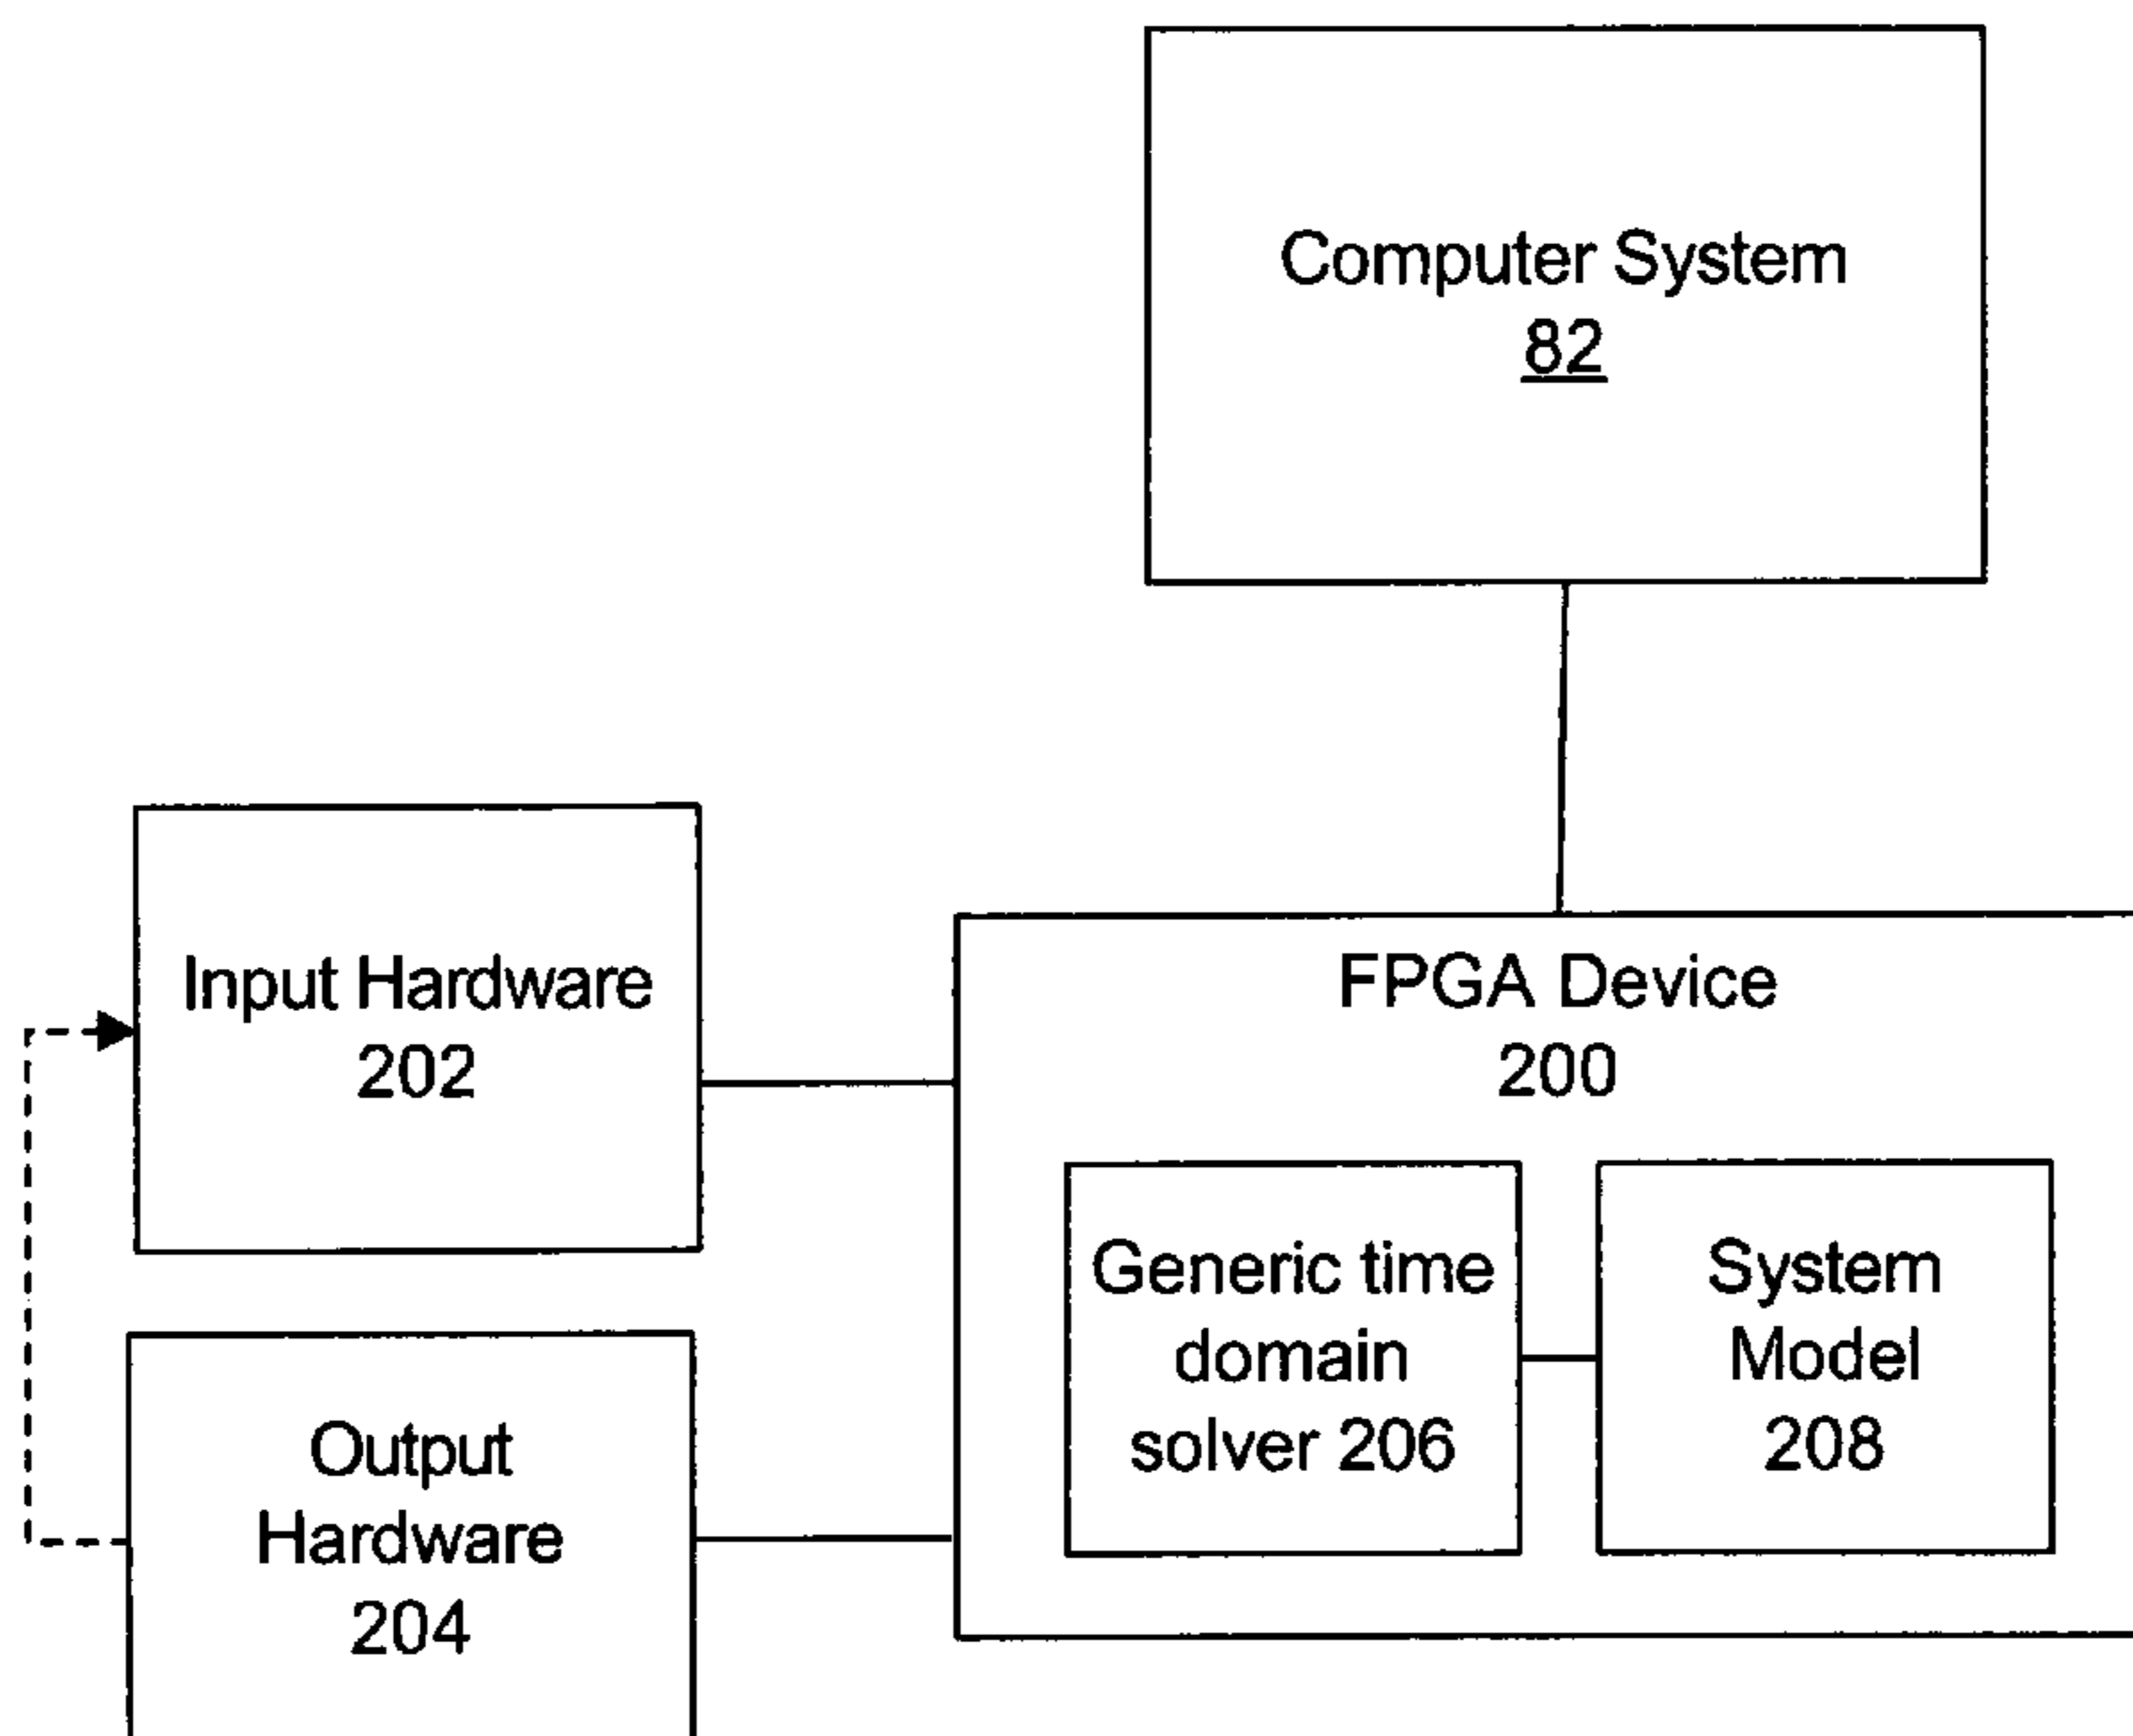 Computer System
82
Input Hardware
202
FPGA Device
200
Generic time
domain
solver 206
System
Model
208
Output
Hardware
204